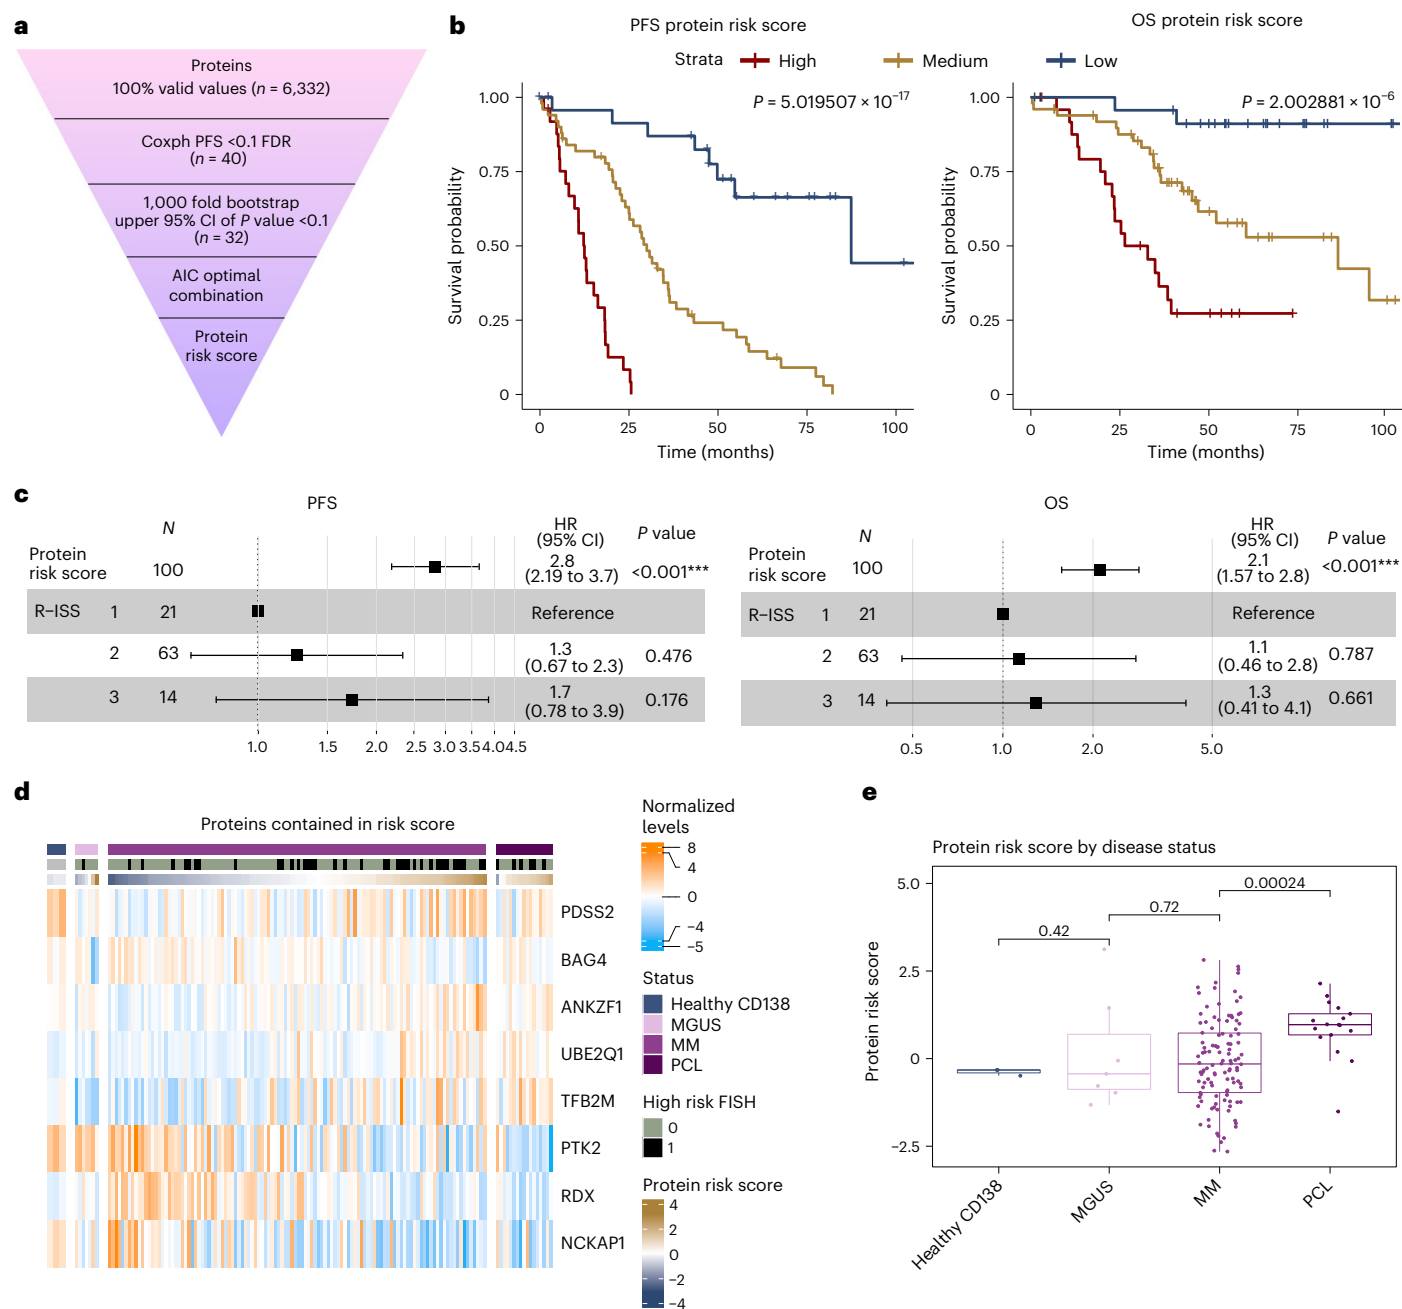 a
Proteins
100% valid values (n = 6,332)
Coxph PFS <0.1 FDR
(n = 40)
1,000 fold bootstrap
upper 95% CI of P value <0.1
(n = 32)
AIC optimal
combination
Protein
risk score
b
PFS protein risk score
OS protein risk score
Strata High Medium Low
P = 5.019507 × 10⁻¹⁷
1.00
0.75
0.50
0.25
0
Survival probability
0 25 50 75 100
Time (months)
P = 2.002881 × 10⁻⁶
1.00
0.75
0.50
0.25
0
Survival probability
0 25 50 75 100
Time (months)
c
PFS
N HR (95% CI) P value
Protein
risk score 100 2.8 (2.19 to 3.7) <0.001***
R–ISS 1 21 Reference
2 63 1.3 (0.67 to 2.3) 0.476
3 14 1.7 (0.78 to 3.9) 0.176
1.0 1.5 2.0 2.5 3.0 3.5 4.0 4.5
OS
N HR (95% CI) P value
Protein
risk score 100 2.1 (1.57 to 2.8) <0.001***
R–ISS 1 21 Reference
2 63 1.1 (0.46 to 2.8) 0.787
3 14 1.3 (0.41 to 4.1) 0.661
0.5 1.0 2.0 5.0
d
Proteins contained in risk score
PDSS2
BAG4
ANKZF1
UBE2Q1
TFB2M
PTK2
RDX
NCKAP1
Normalized
levels
8
4
0
−4
−5
Status
Healthy CD138
MGUS
MM
PCL
High risk FISH
0
1
Protein risk score
4
2
0
−2
−4
e
Protein risk score by disease status
5.0
2.5
0
−2.5
Protein risk score
0.42
0.72
0.00024
Healthy CD138
MGUS
MM
PCL